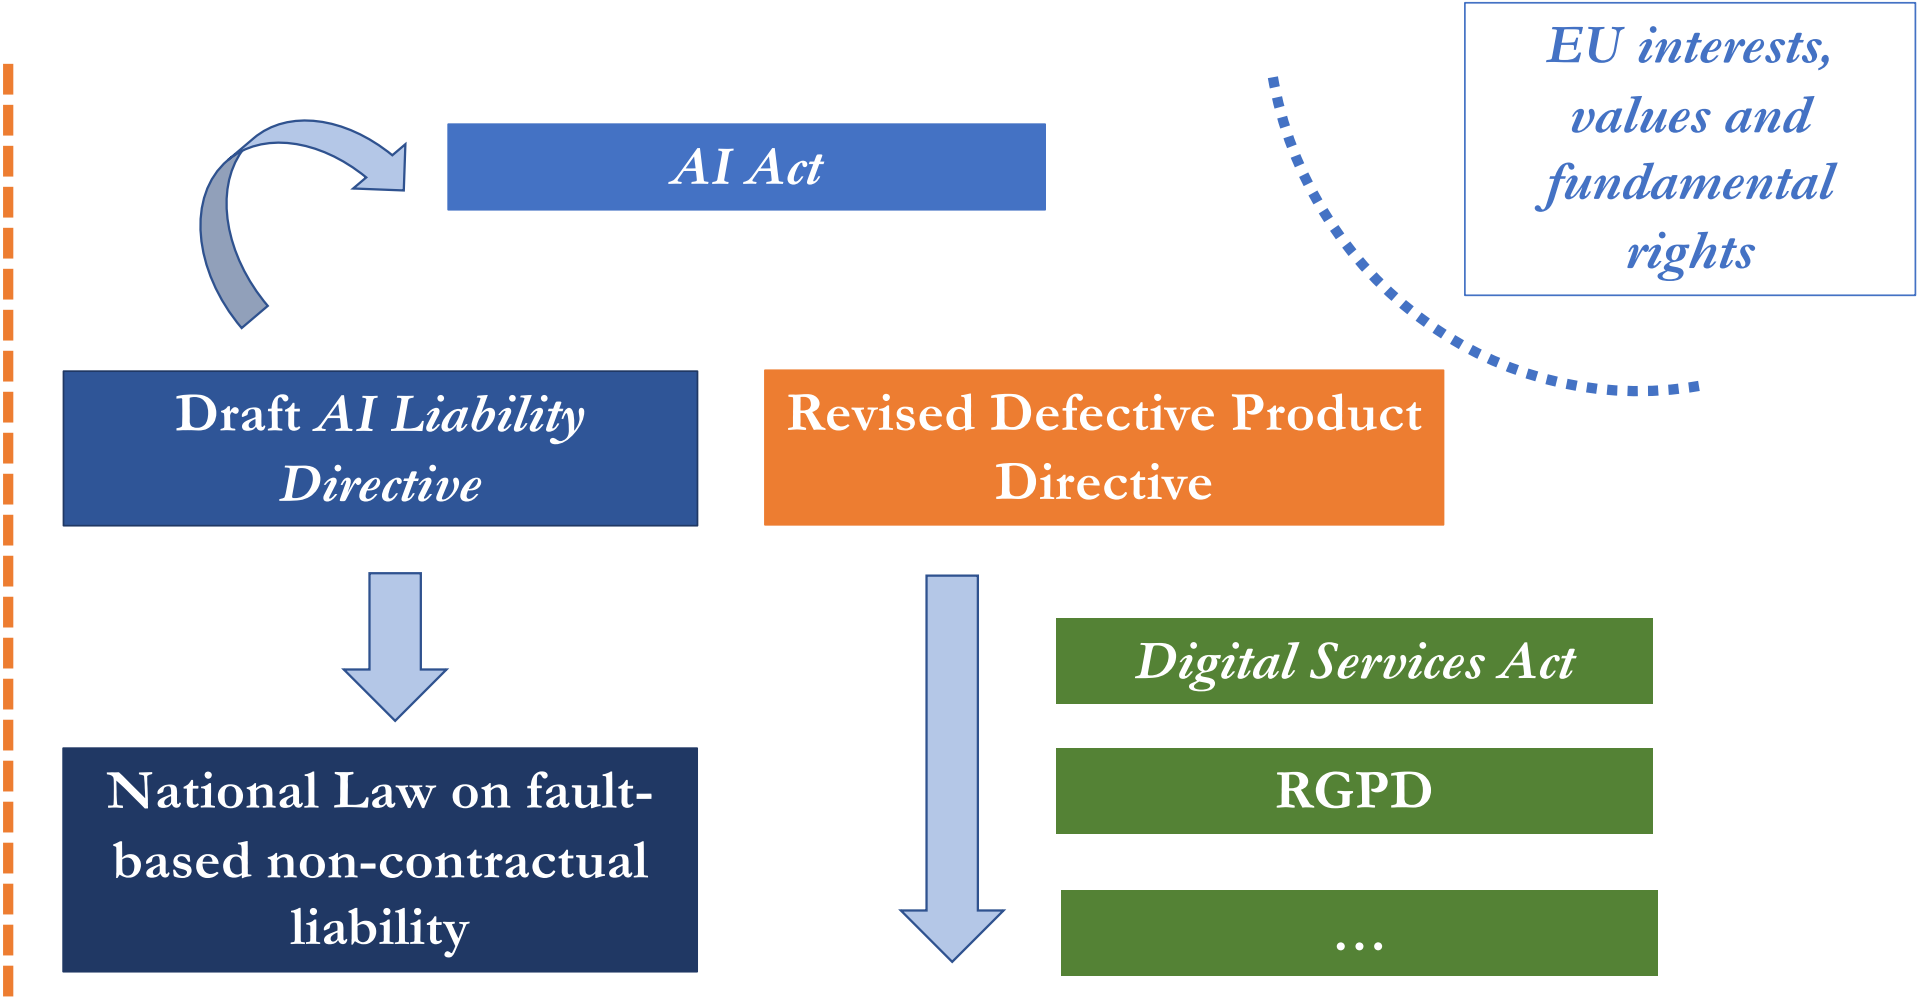 EU interests,
values and
fundamental
rights
AI Act
Draft AI Liability
Directive
Revised Defective Product
Directive
Digital Services Act
RGPD
...
National Law on fault-
based non-contractual
liability